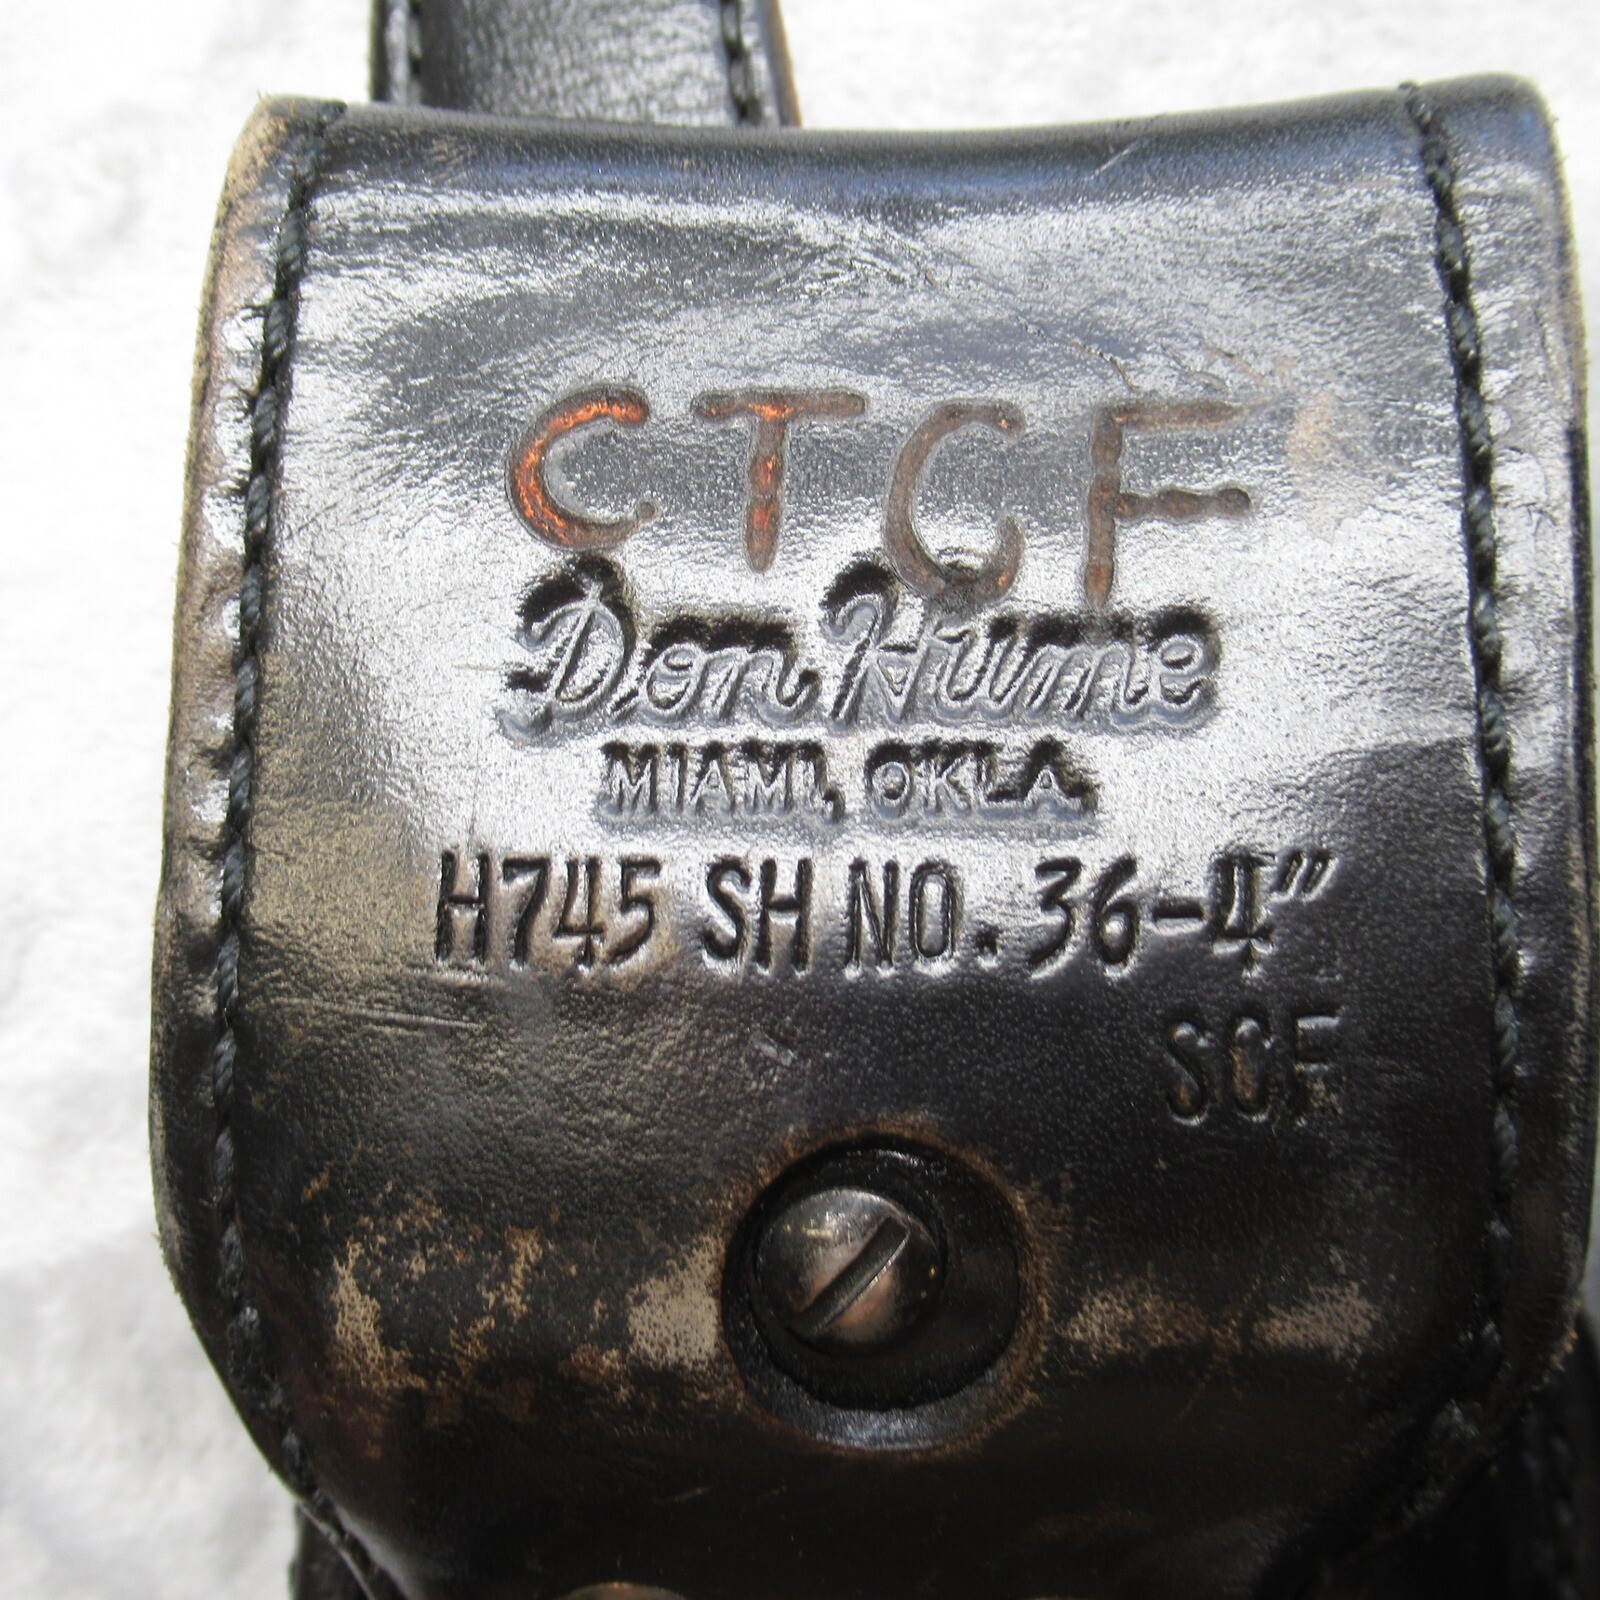 CTCF
Don Hume
MIAMI, OKLA.
H745 SH NO. 36-4"
SCF